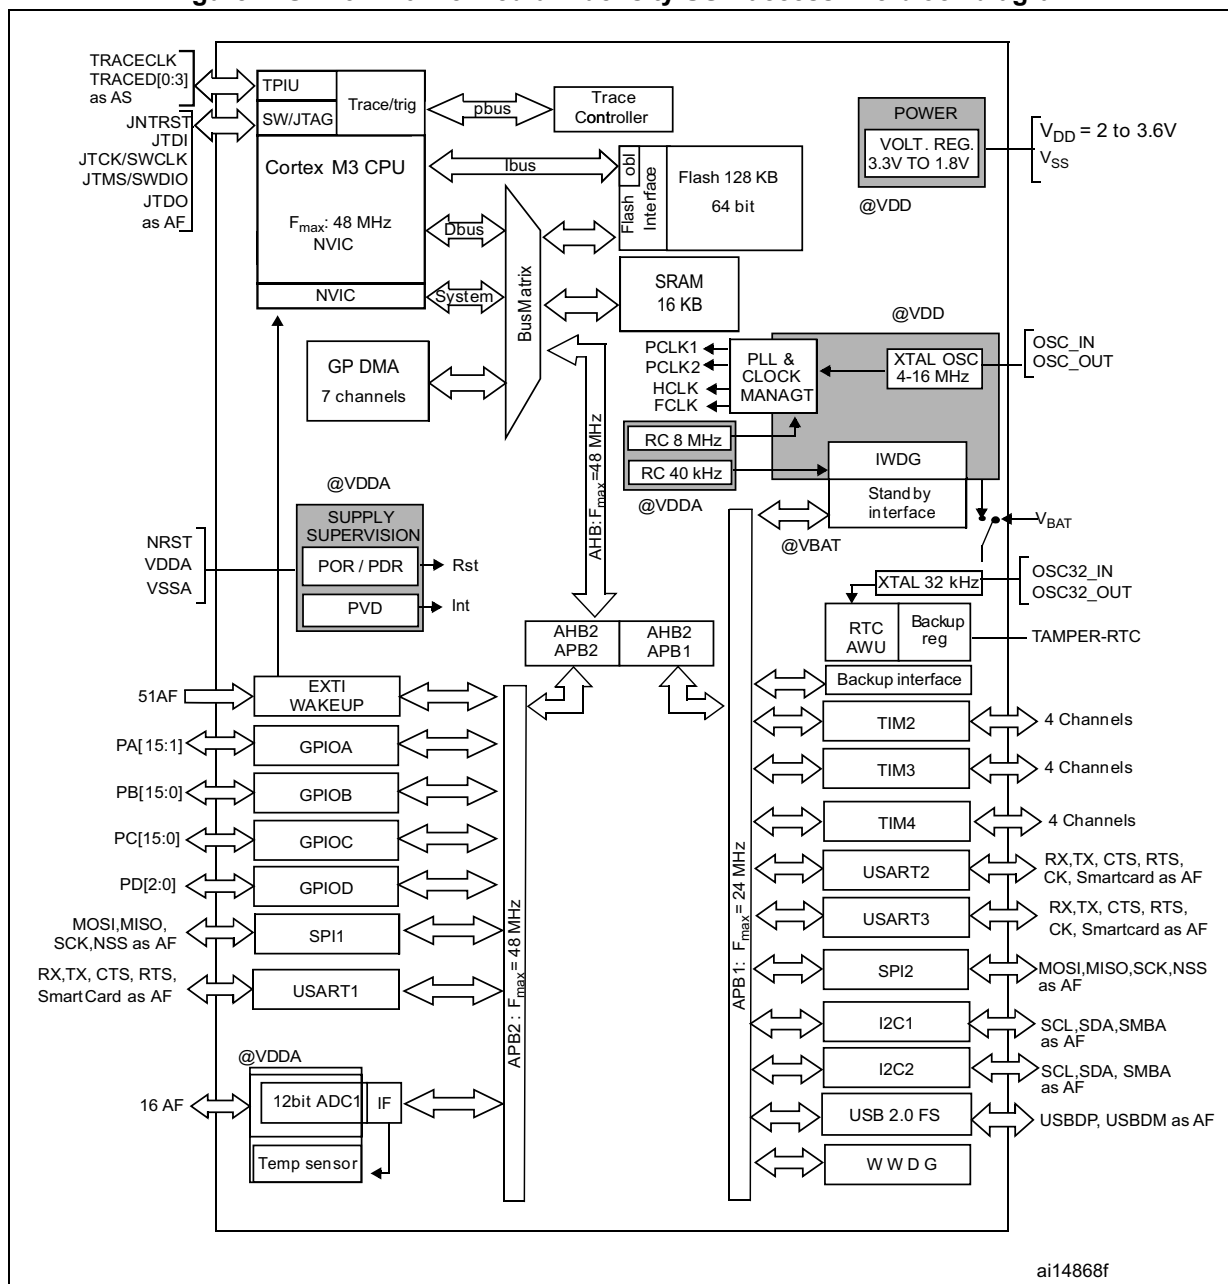 TRACECLK
TRACED[0:3]
as AS
JNTRST
JTDI
JTCK/SWCLK
JTMS/SWDIO
JTDO
as AF
TPIU
SW/JTAG
Trace/trig
pbus
Trace
Controller
Cortex M3 CPU
Fmax: 48 MHz
NVIC
NVIC
Ibus
Dbus
System
BusMatrix
Flash
Interface
obl
Flash 128 KB
64 bit
SRAM
16 KB
POWER
VOLT. REG.
3.3V TO 1.8V
@VDD
VDD = 2 to 3.6V
VSS
GP DMA
7 channels
AHB: Fmax=48 MHz
@VDD
PCLK1
PCLK2
HCLK
FCLK
PLL &
CLOCK
MANAGT
XTAL OSC
4-16 MHz
OSC_IN
OSC_OUT
RC 8 MHz
RC 40 kHz
@VDDA
IWDG
Standby
interface
@VBAT
VBAT
@VDDA
SUPPLY
SUPERVISION
POR / PDR
PVD
Rst
Int
NRST
VDDA
VSSA
XTAL 32 kHz
OSC32_IN
OSC32_OUT
RTC
AWU
Backup
reg
TAMPER-RTC
Backup interface
AHB2
APB2
AHB2
APB1
51AF
EXTI
WAKEUP
PA[15:1]
GPIOA
PB[15:0]
GPIOB
PC[15:0]
GPIOC
PD[2:0]
GPIOD
MOSI,MISO,
SCK,NSS as AF
SPI1
RX,TX, CTS, RTS,
SmartCard as AF
USART1
@VDDA
16 AF
12bit ADC1
IF
Temp sensor
APB2 : Fmax= 48 MHz
APB1 : Fmax= 24 MHz
TIM2
4 Channels
TIM3
4 Channels
TIM4
4 Channels
USART2
RX,TX, CTS, RTS,
CK, Smartcard as AF
USART3
RX,TX, CTS, RTS,
CK, Smartcard as AF
SPI2
MOSI,MISO,SCK,NSS
as AF
I2C1
SCL,SDA,SMBA
as AF
I2C2
SCL,SDA, SMBA
as AF
USB 2.0 FS
USBDP, USBDM as AF
WWDG
ai14868f